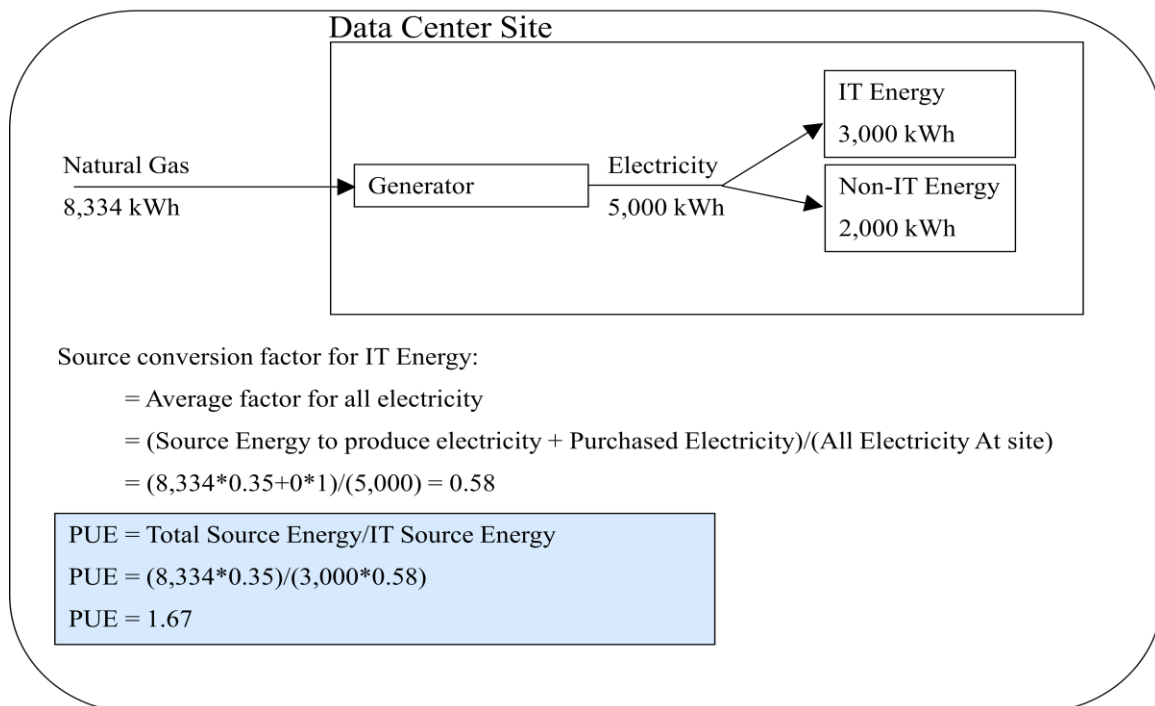 Data Center Site
IT Energy
3,000 kWh
Natural Gas
8,334 kWh
Generator
Electricity
5,000 kWh
Non-IT Energy
2,000 kWh
Source conversion factor for IT Energy:
= Average factor for all electricity
= (Source Energy to produce electricity + Purchased Electricity)/(All Electricity At site)
= (8,334*0.35+0*1)/(5,000) = 0.58
PUE = Total Source Energy/IT Source Energy
PUE = (8,334*0.35)/(3,000*0.58)
PUE = 1.67